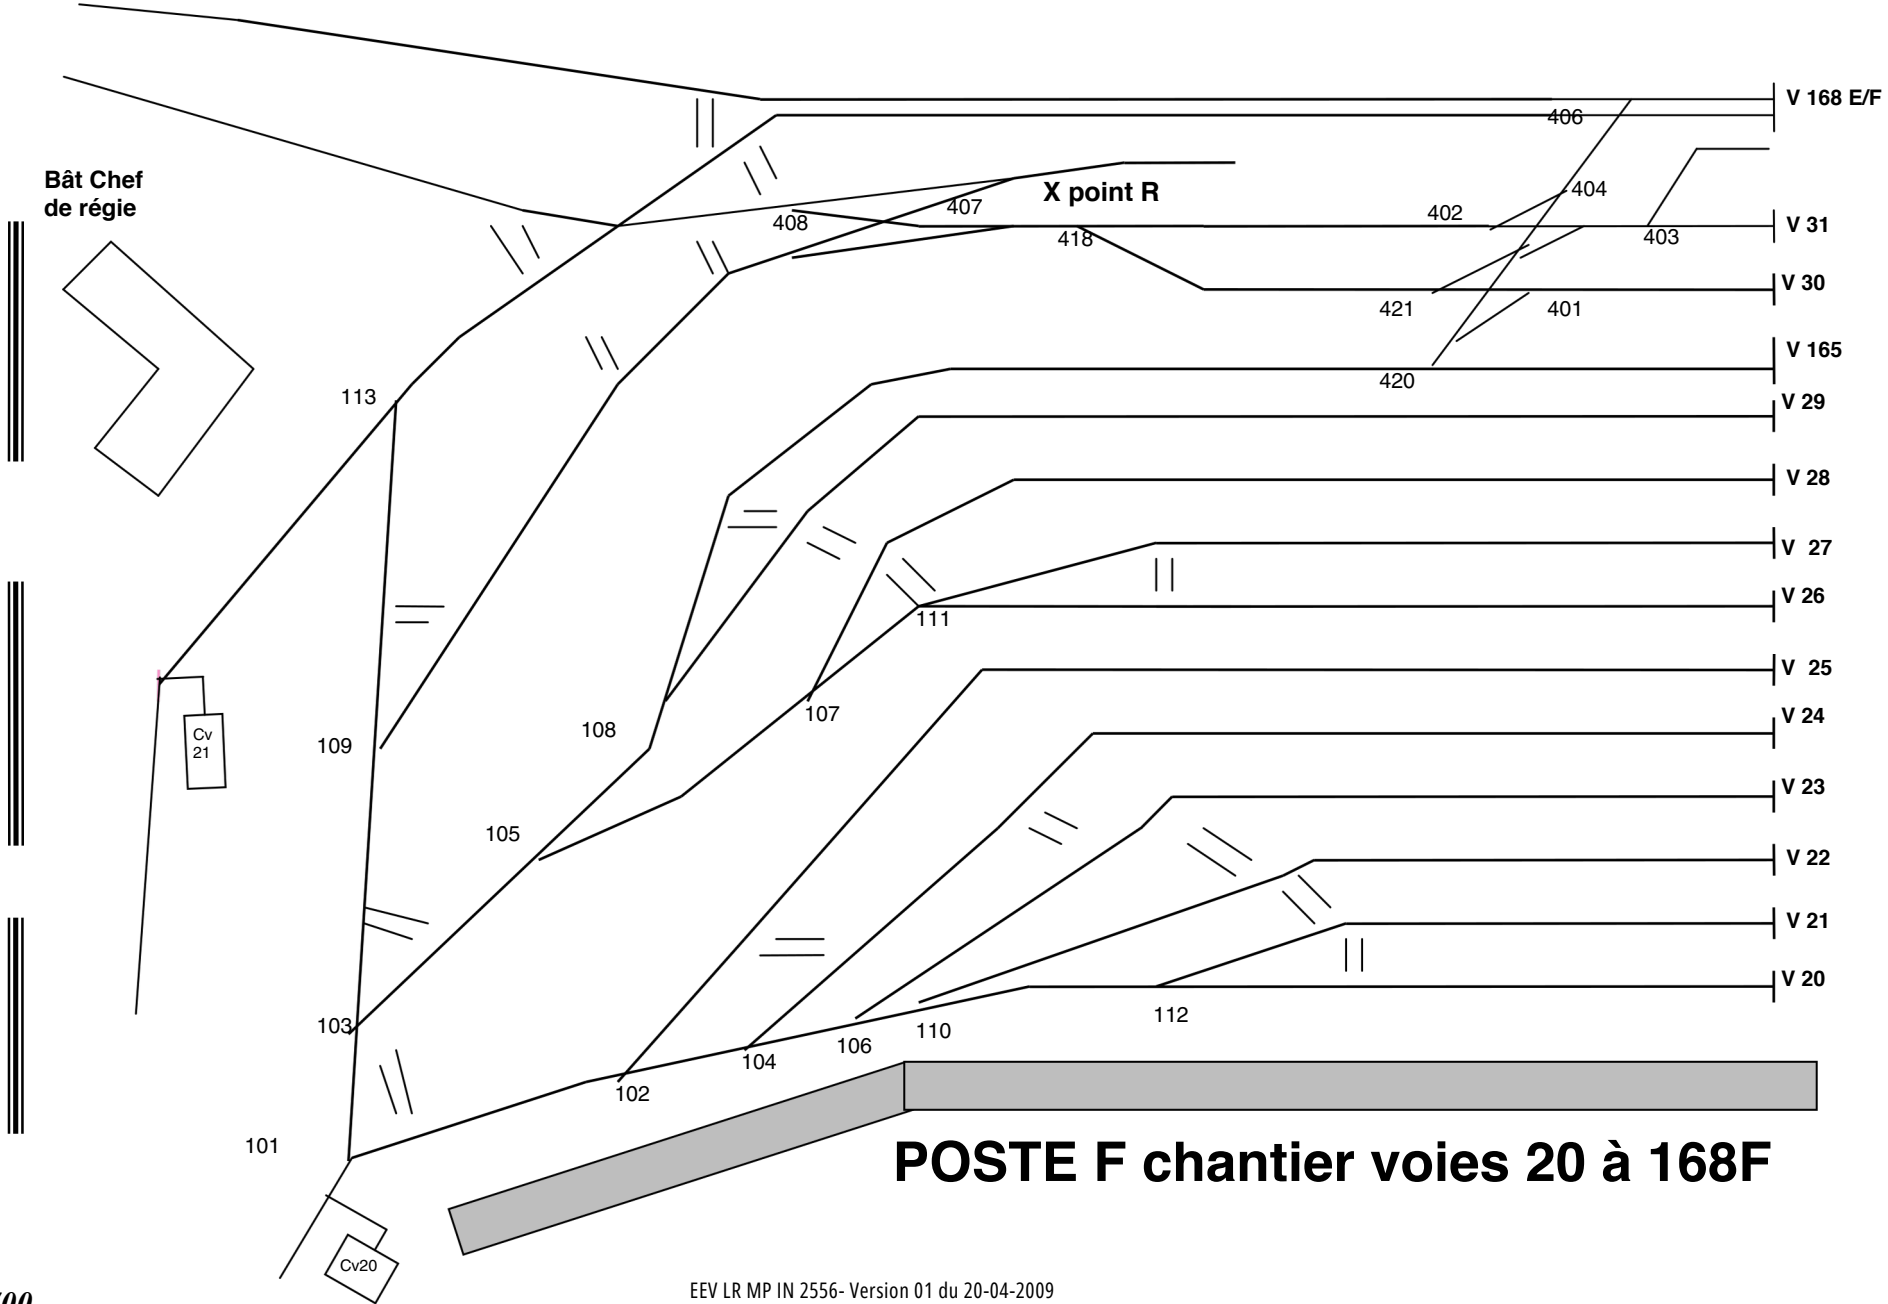 V 168 E/F
406
Bât Chef
de régie
404
X point R
407
408
402
V 31
403
418
V 30
421
401
V 165
420
113
V 29
V 28
V 27
V 26
111
V 25
107
V 24
108
Cv
21
109
V 23
105
V 22
V 21
V 20
112
103
110
106
104
102
101
POSTE F chantier voies 20 à 168F
Cv20
EEV LR MP IN 2556- Version 01 du 20-04-2009